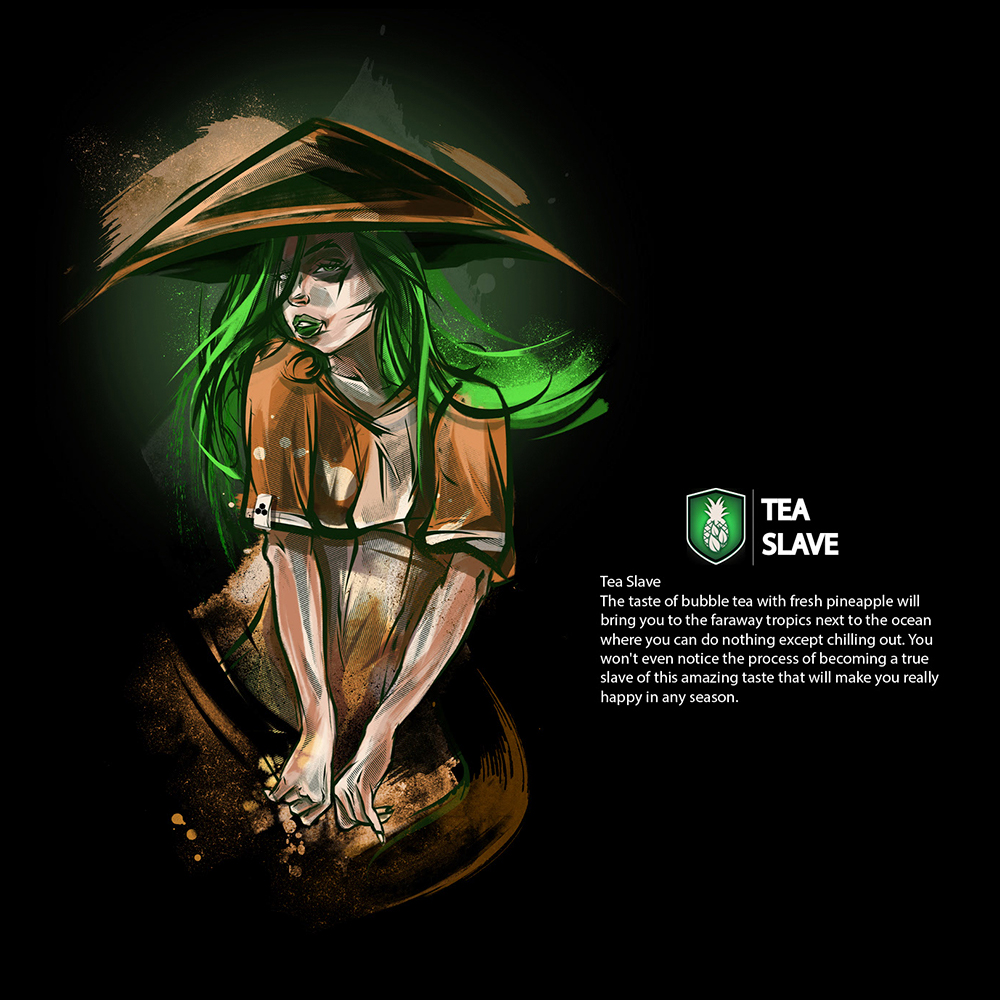 TEA
SLAVE
Tea Slave
The taste of bubble tea with fresh pineapple will
bring you to the faraway tropics next to the ocean
where you can do nothing except chilling out. You
won't even notice the process of becoming a true
slave of this amazing taste that will make you really
happy in any season.